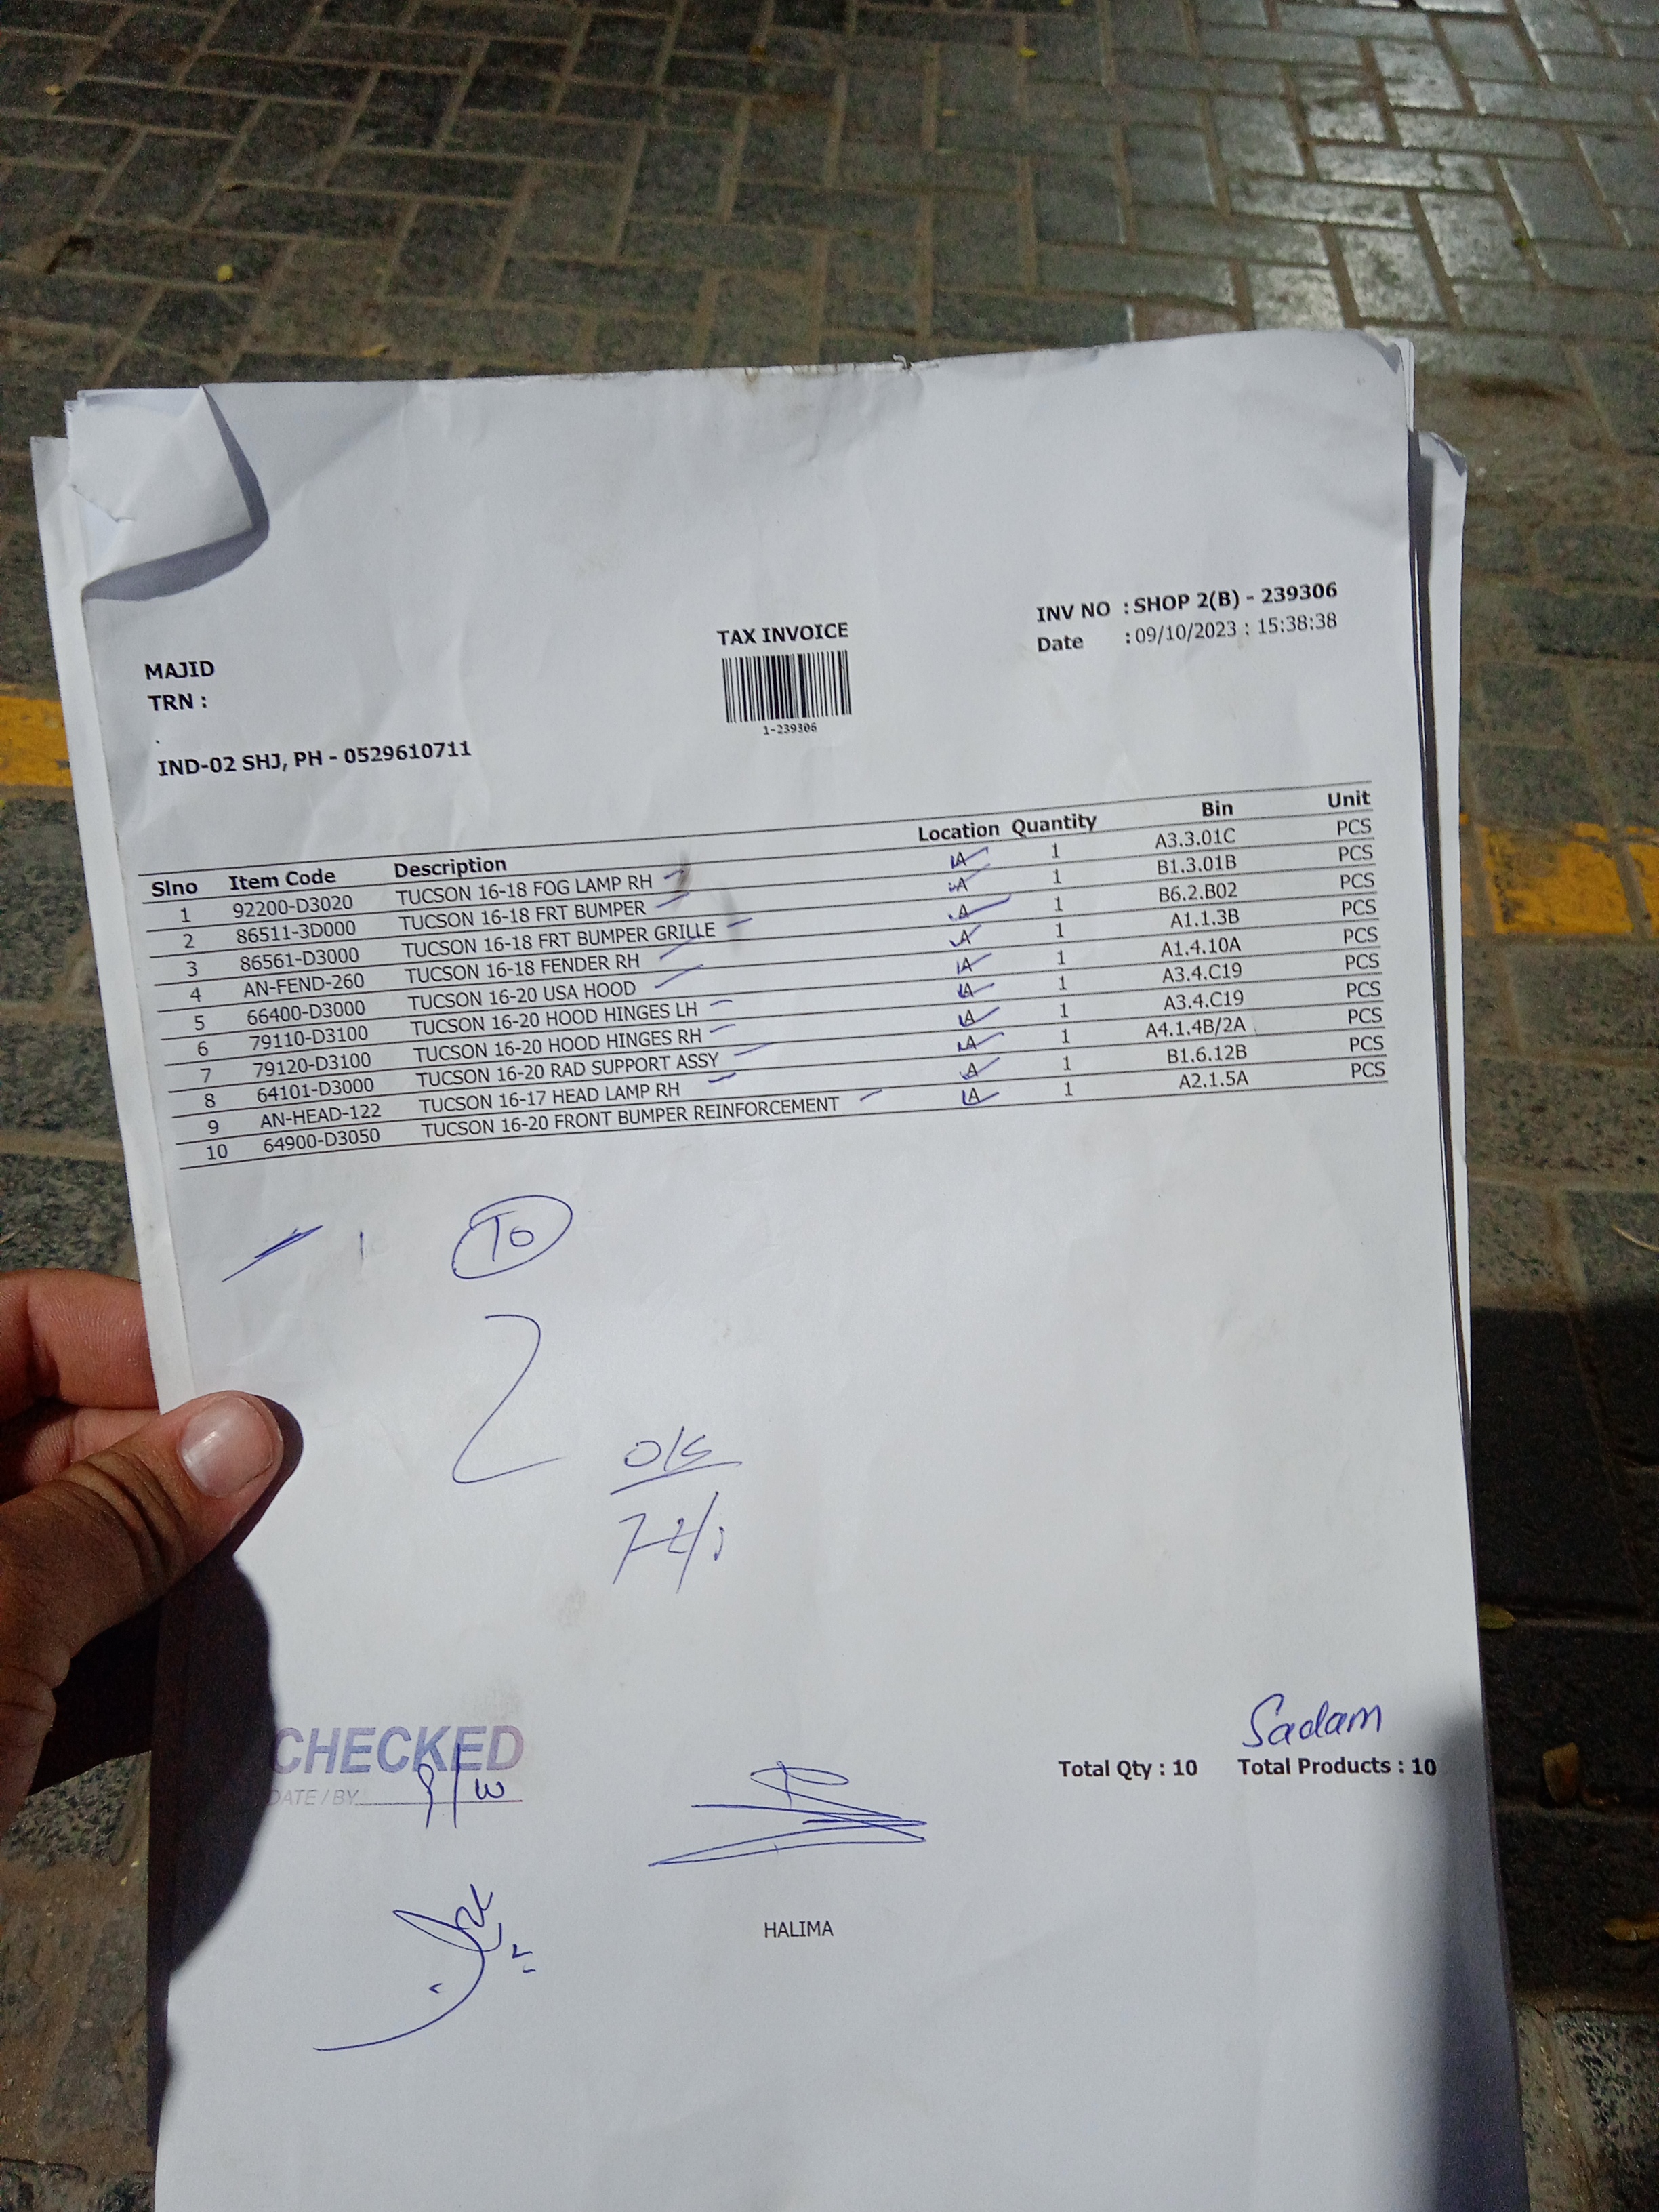 INV NO : SHOP 2(B) - 239306
Date : 09/10/2023 : 15:38:38
TAX INVOICE
1-239306
MAJID
TRN :
.
IND-02 SHJ, PH - 0529610711
Slno Item Code Description Location Quantity Bin Unit
1 92200-D3020 TUCSON 16-18 FOG LAMP RH 1A 1 A3.3.01C PCS
2 86511-3D000 TUCSON 16-18 FRT BUMPER A 1 B1.3.01B PCS
3 86561-D3000 TUCSON 16-18 FRT BUMPER GRILLE A 1 B6.2.B02 PCS
4 AN-FEND-260 TUCSON 16-18 FENDER RH A 1 A1.1.3B PCS
5 66400-D3000 TUCSON 16-20 USA HOOD 1A 1 A1.4.10A PCS
6 79110-D3100 TUCSON 16-20 HOOD HINGES LH 1A 1 A3.4.C19 PCS
7 79120-D3100 TUCSON 16-20 HOOD HINGES RH 1A 1 A3.4.C19 PCS
8 64101-D3000 TUCSON 16-20 RAD SUPPORT ASSY 1A 1 A4.1.4B/2A PCS
9 AN-HEAD-122 TUCSON 16-17 HEAD LAMP RH A 1 B1.6.12B PCS
10 64900-D3050 TUCSON 16-20 FRONT BUMPER REINFORCEMENT 1A 1 A2.1.5A PCS
CHECKED
DATE / BY
Sadam
Total Qty : 10 Total Products : 10
HALIMA